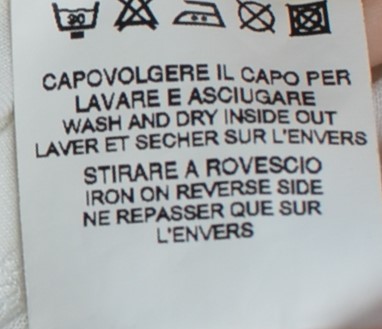 30
CAPOVOLGERE IL CAPO PER
LAVARE E ASCIUGARE
WASH AND DRY INSIDE OUT
LAVER ET SECHER SUR L'ENVERS
STIRARE A ROVESCIO
IRON ON REVERSE SIDE
NE REPASSER QUE SUR
L'ENVERS